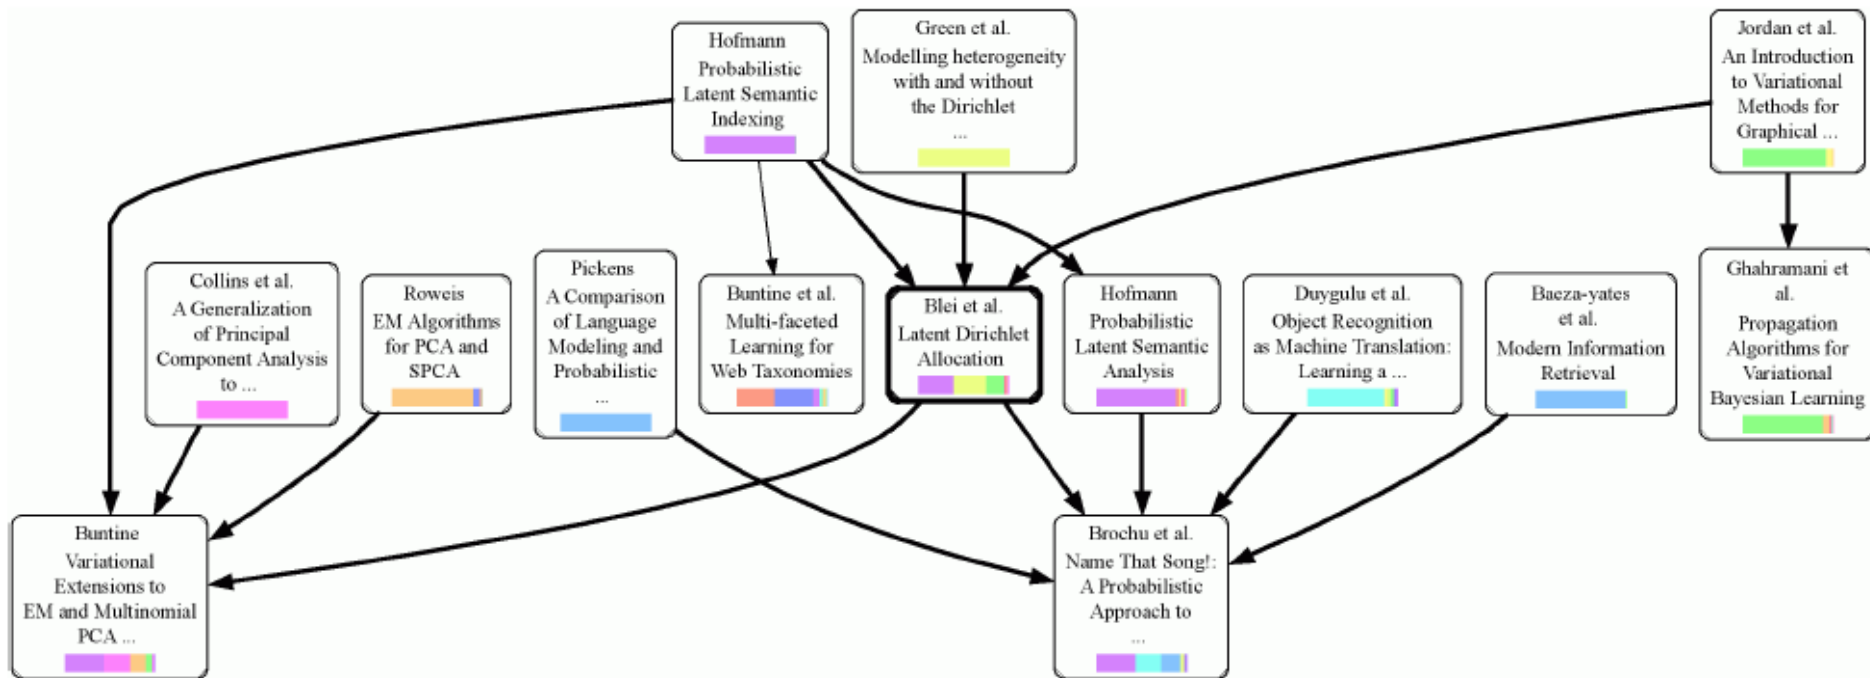 Hofmann
Probabilistic
Latent Semantic
Indexing
Green et al.
Modelling heterogeneity
with and without
the Dirichlet
...
Jordan et al.
An Introduction
to Variational
Methods for
Graphical ...
Collins et al.
A Generalization
of Principal
Component Analysis
to ...
Roweis
EM Algorithms
for PCA and
SPCA
Pickens
A Comparison
of Language
Modeling and
Probabilistic
...
Buntine et al.
Multi-faceted
Learning for
Web Taxonomies
Blei et al.
Latent Dirichlet
Allocation
Hofmann
Probabilistic
Latent Semantic
Analysis
Duygulu et al.
Object Recognition
as Machine Translation:
Learning a ...
Baeza-yates
et al.
Modern Information
Retrieval
Ghahramani et
al.
Propagation
Algorithms for
Variational
Bayesian Learning
Buntine
Variational
Extensions to
EM and Multinomial
PCA ...
Brochu et al.
Name That Song!:
A Probabilistic
Approach to
...